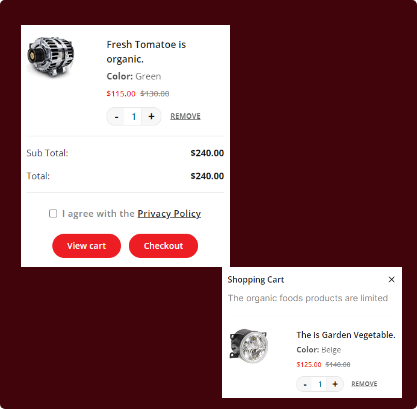 Fresh Tomatoe is
organic.
Color: Green
$115.00 $130.00
- 1 + REMOVE
Sub Total: $240.00
Total: $240.00
I agree with the Privacy Policy
View cart Checkout
Shopping Cart ×
The organic foods products are limited
The Is Garden Vegetable.
Color: Beige
$125.00 $140.00
- 1 + REMOVE